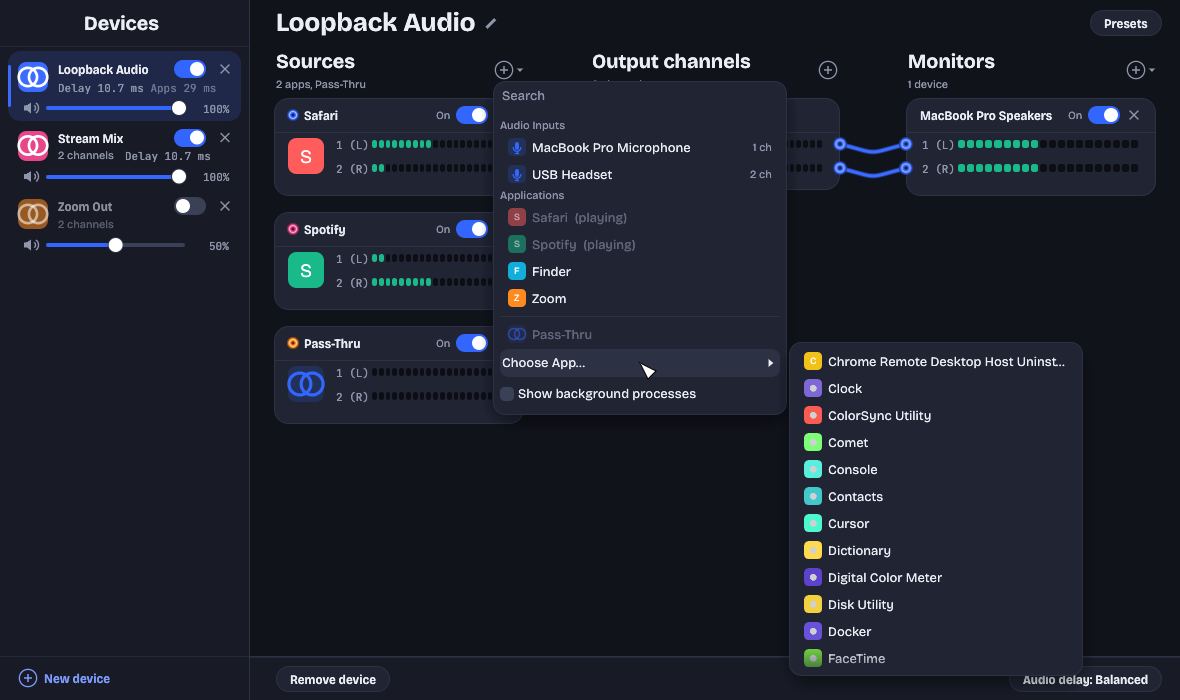 Devices
Loopback Audio
Delay 10.7 ms Apps 29 ms
100%
Stream Mix
2 channels Delay 10.7 ms
100%
Zoom Out
2 channels
50%
New device
Loopback Audio
Presets
Sources
2 apps, Pass-Thru
Output channels
Monitors
1 device
Safari On
S
1 (L)
2 (R)
Spotify On
S
1 (L)
2 (R)
Pass-Thru On
1 (L)
2 (R)
Search
Audio Inputs
MacBook Pro Microphone 1 ch
USB Headset 2 ch
Applications
S Safari (playing)
S Spotify (playing)
F Finder
Z Zoom
Pass-Thru
Choose App...
Show background processes
MacBook Pro Speakers On
1 (L)
2 (R)
C Chrome Remote Desktop Host Uninst...
Clock
ColorSync Utility
Comet
Console
Contacts
Cursor
Dictionary
Digital Color Meter
Disk Utility
Docker
FaceTime
Remove device
Audio delay: Balanced